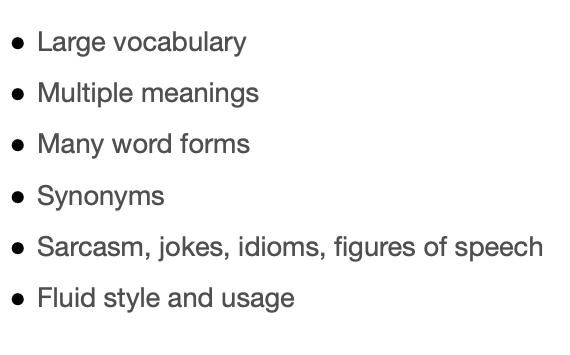 ● Large vocabulary
● Multiple meanings
● Many word forms
● Synonyms
● Sarcasm, jokes, idioms, figures of speech
● Fluid style and usage